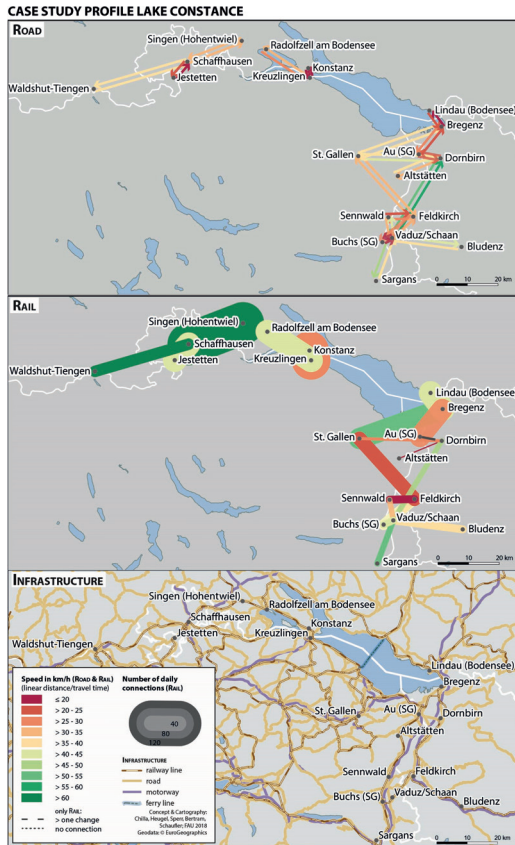 CASE STUDY PROFILE LAKE CONSTANCE
ROAD
Singen (Hohentwiel)
Radolfzell am Bodensee
Schaffhausen
Konstanz
Jestetten
Kreuzlingen
Waldshut-Tiengen
Lindau (Bodensee)
Bregenz
St. Gallen
Au (SG)
Dornbirn
Altstätten
Sennwald
Feldkirch
Vaduz/Schaan
Buchs (SG)
Bludenz
Sargans
0 10 20 km
RAIL
Singen (Hohentwiel)
Radolfzell am Bodensee
Schaffhausen
Konstanz
Jestetten
Kreuzlingen
Waldshut-Tiengen
Lindau (Bodensee)
Bregenz
St. Gallen
Au (SG)
Dornbirn
Altstätten
Sennwald
Feldkirch
Vaduz/Schaan
Buchs (SG)
Bludenz
Sargans
0 10 20 km
INFRASTRUCTURE
Singen (Hohentwiel)
Radolfzell am Bodensee
Schaffhausen
Konstanz
Kreuzlingen
Jestetten
Waldshut-Tiengen
Lindau (Bodensee)
Bregenz
St. Gallen
Au (SG)
Dornbirn
Altstätten
Sennwald
Feldkirch
Buchs (SG)
Vaduz/Schaan
Bludenz
Sargans
0 10 20 km
Speed in km/h (ROAD & RAIL)
(linear distance/travel time)
≤ 20
> 20 - 25
> 25 - 30
> 30 - 35
> 35 - 40
> 40 - 45
> 45 - 50
> 50 - 55
> 55 - 60
> 60
only RAIL:
> one change
no connection
Number of daily
connections (RAIL)
40
80
120
INFRASTRUCTURE
railway line
road
motorway
ferry line
Concept & Cartography:
Chilla, Heugel, Sperr, Bertram,
Schaufler, FAU 2018
Geodata: © EuroGeographics